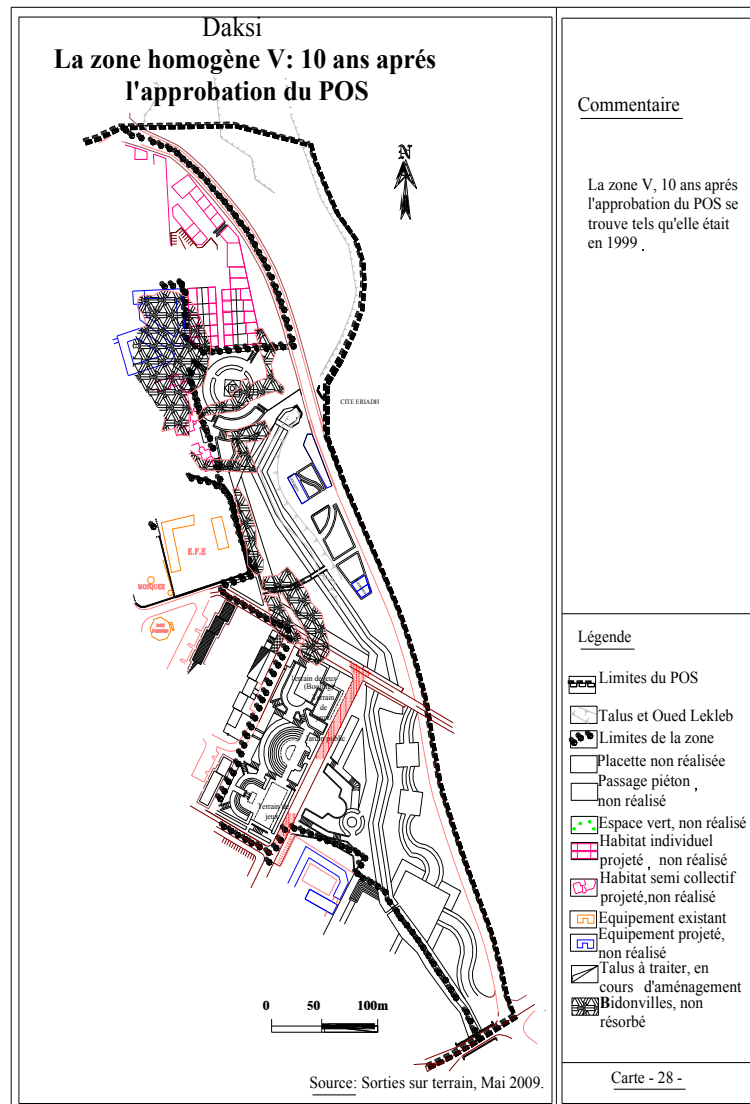 Daksi
La zone homogène V: 10 ans aprés
l'approbation du POS
N
CITE ERIADH
E.F.E
MOSQUEE
Terrain de jeux
(Bouling)
Terrain
de
Jardin public
Terrain de
jeux
0 50 100m
Source: Sorties sur terrain, Mai 2009.
Commentaire
La zone V, 10 ans aprés
l'approbation du POS se
trouve tels qu'elle était
en 1999 .
Légende
Limites du POS
Talus et Oued Lekleb
Limites de la zone
Placette non réalisée
Passage piéton ,
non réalisé
Espace vert, non réalisé
Habitat individuel
projeté , non réalisé
Habitat semi collectif
projeté,non réalisé
Equipement existant
Equipement projeté,
non réalisé
Talus à traiter, en
cours d'aménagement
Bidonvilles, non
résorbé
Carte - 28 -